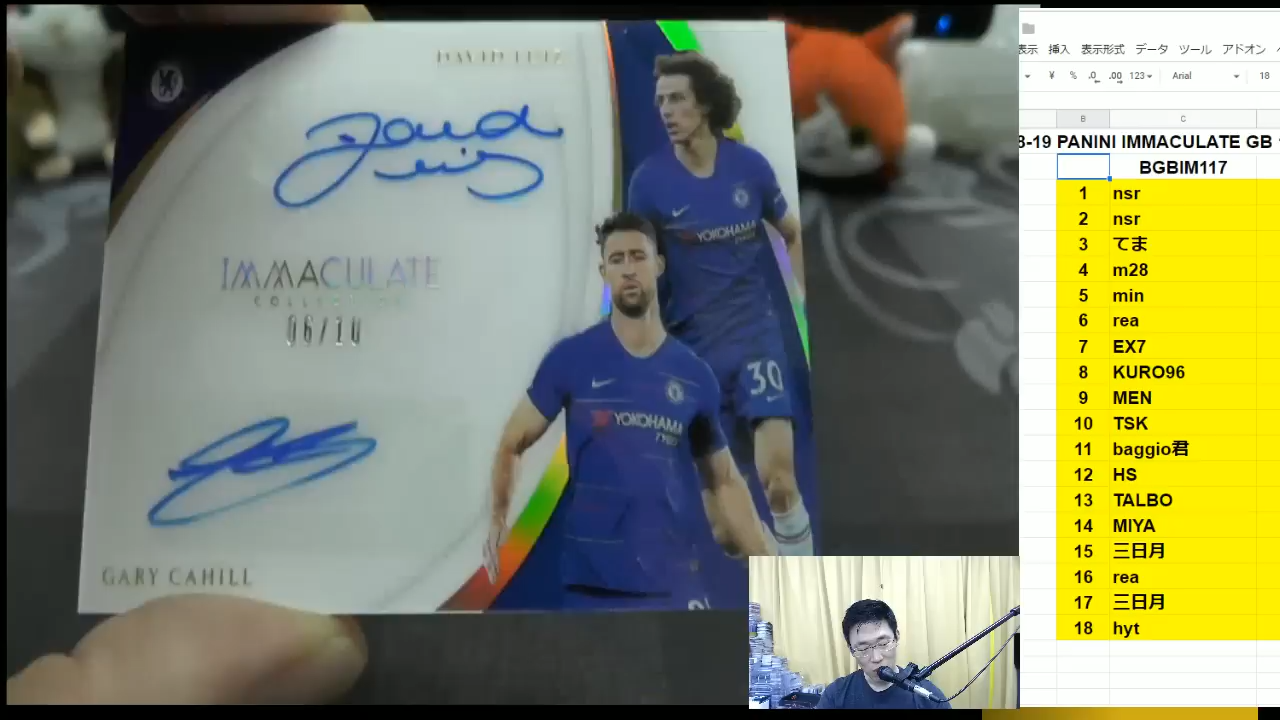 DAVID LUIZ
IMMACULATE
COLLECTION
06/10
GARY CAHILL
YOKOHAMA
30
YOKOHAMA
TYRES
表示 挿入 表示形式 データ ツール アドオン
¥ % .0 .00 123 Arial 18
B C
8-19 PANINI IMMACULATE GB
BGBIM117
1 nsr
2 nsr
3 てま
4 m28
5 min
6 rea
7 EX7
8 KURO96
9 MEN
10 TSK
11 baggio君
12 HS
13 TALBO
14 MIYA
15 三日月
16 rea
17 三日月
18 hyt